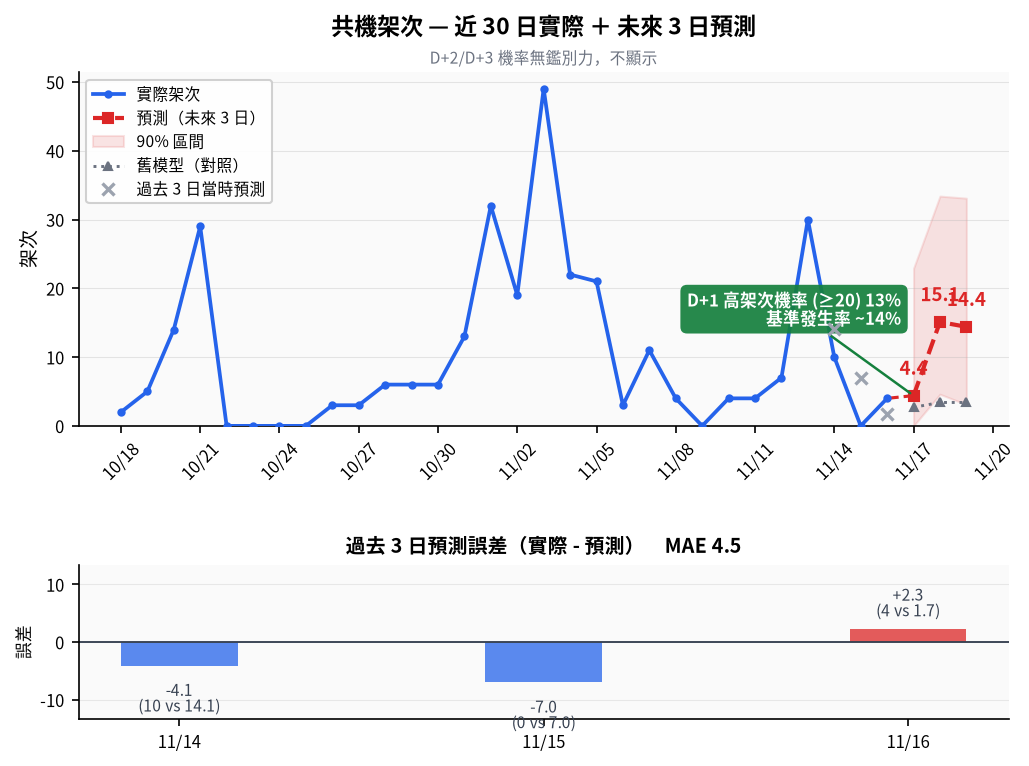 共機架次 — 近 30 日實際 ＋ 未來 3 日預測
D+2/D+3 機率無鑑別力，不顯示
架次
50
40
30
20
10
0
實際架次
預測（未來 3 日）
90% 區間
舊模型（對照）
過去 3 日當時預測
D+1 高架次機率 (≥20) 13%
基準發生率 ~14%
4.4
15.1
14.4
10/18
10/21
10/24
10/27
10/30
11/02
11/05
11/08
11/11
11/14
11/17
11/20
過去 3 日預測誤差（實際 - 預測） MAE 4.5
誤差
10
0
-10
-4.1
(10 vs 14.1)
-7.0
(0 vs 7.0)
+2.3
(4 vs 1.7)
11/14
11/15
11/16